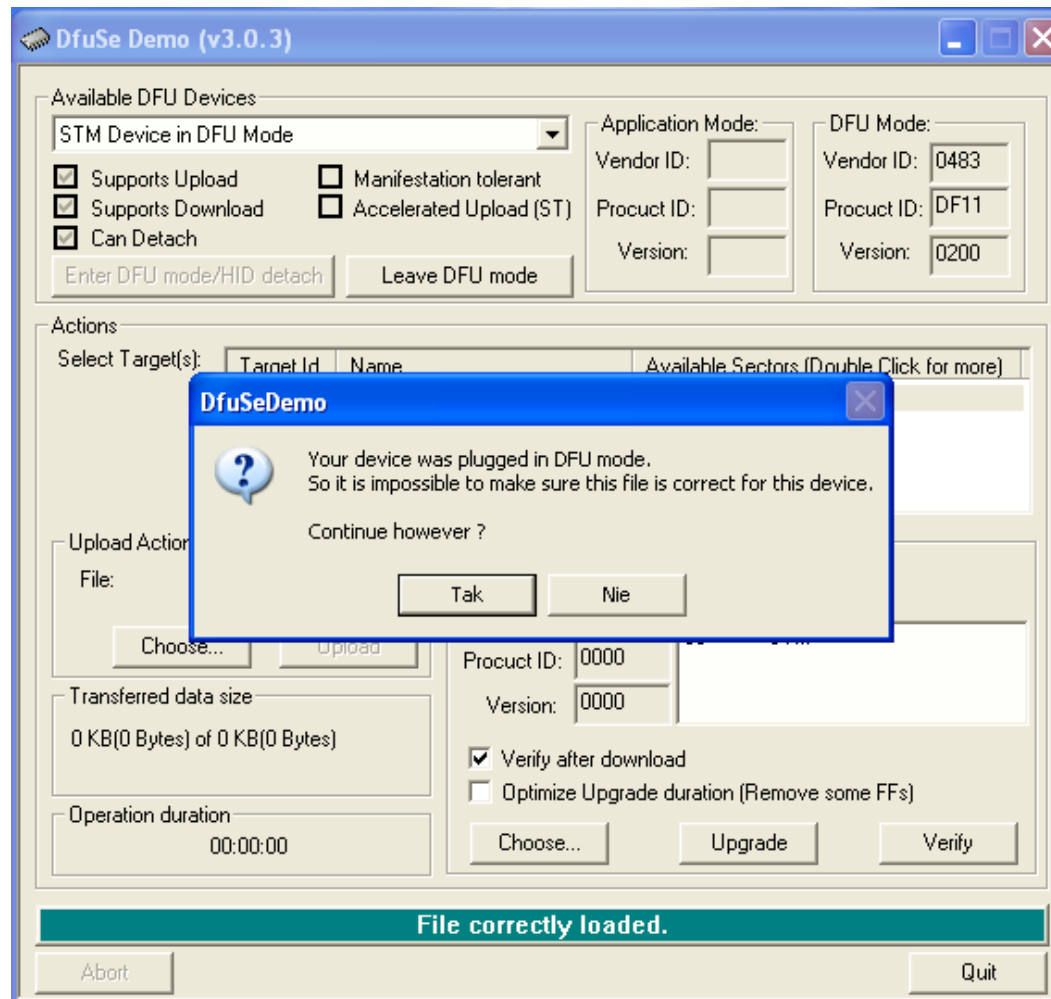 DfuSe Demo (v3.0.3)
Available DFU Devices
STM Device in DFU Mode
Supports Upload
Manifestation tolerant
Supports Download
Accelerated Upload (ST)
Can Detach
Enter DFU mode/HID detach
Leave DFU mode
Application Mode:
Vendor ID:
Procuct ID:
Version:
DFU Mode:
Vendor ID: 0483
Procuct ID: DF11
Version: 0200
Actions
Select Target(s):
Target Id Name Available Sectors (Double Click for more)
DfuSeDemo
Your device was plugged in DFU mode.
So it is impossible to make sure this file is correct for this device.
Continue however ?
Tak Nie
Upload Action
File:
Choose... Upload
Transferred data size
0 KB(0 Bytes) of 0 KB(0 Bytes)
Operation duration
00:00:00
Procuct ID: 0000
Version: 0000
Verify after download
Optimize Upgrade duration (Remove some FFs)
Choose... Upgrade Verify
File correctly loaded.
Abort Quit